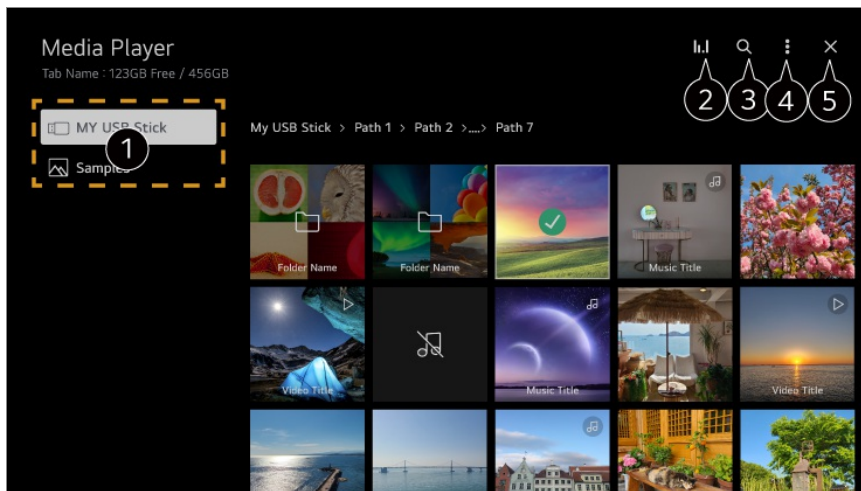 Media Player
Tab Name : 123GB Free / 456GB
2 3 4 5
MY USB Stick
1
Samples
My USB Stick > Path 1 > Path 2 >....> Path 7
Folder Name
Folder Name
Music Title
Video Title
Music Title
Video Title